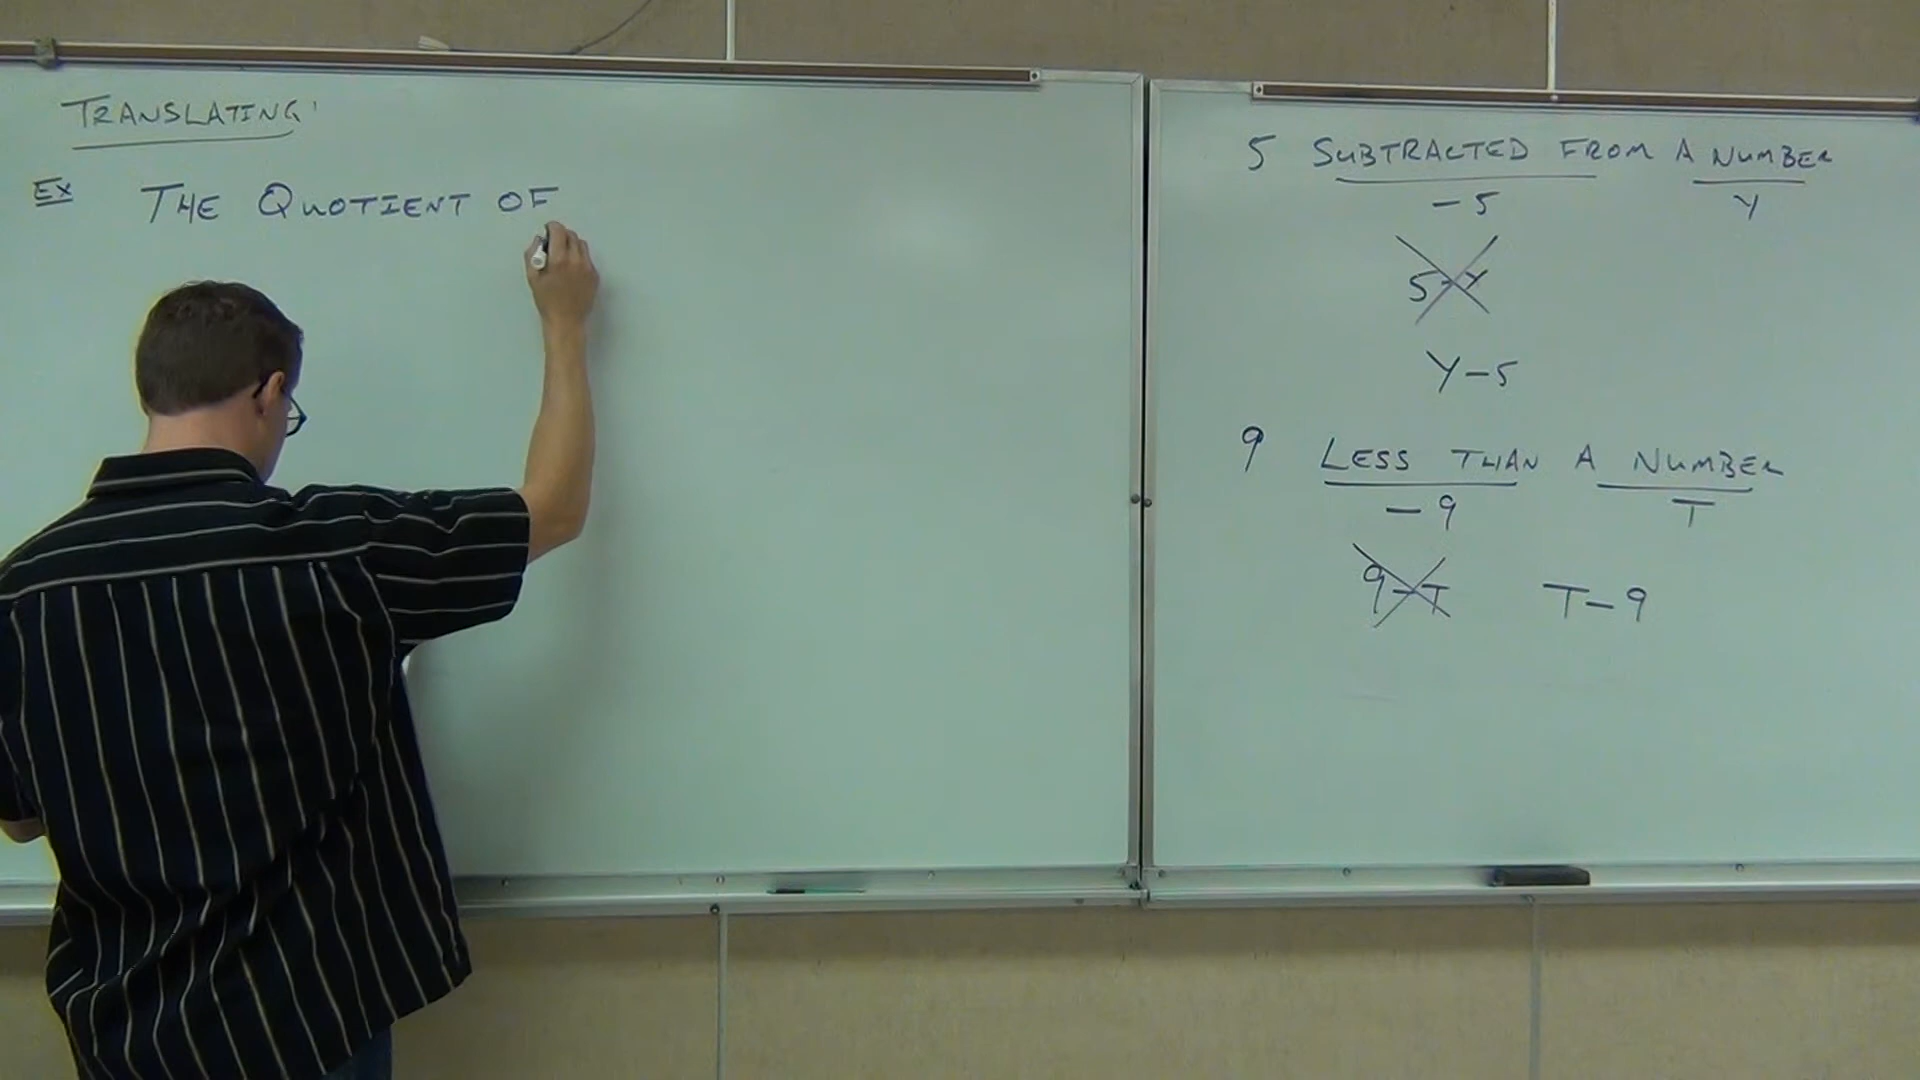 TRANSLATING:
EX THE QUOTIENT OF
5 SUBTRACTED FROM A NUMBER
- 5 Y
5-Y
Y-5
9 LESS THAN A NUMBER
- 9 T
9-T T-9